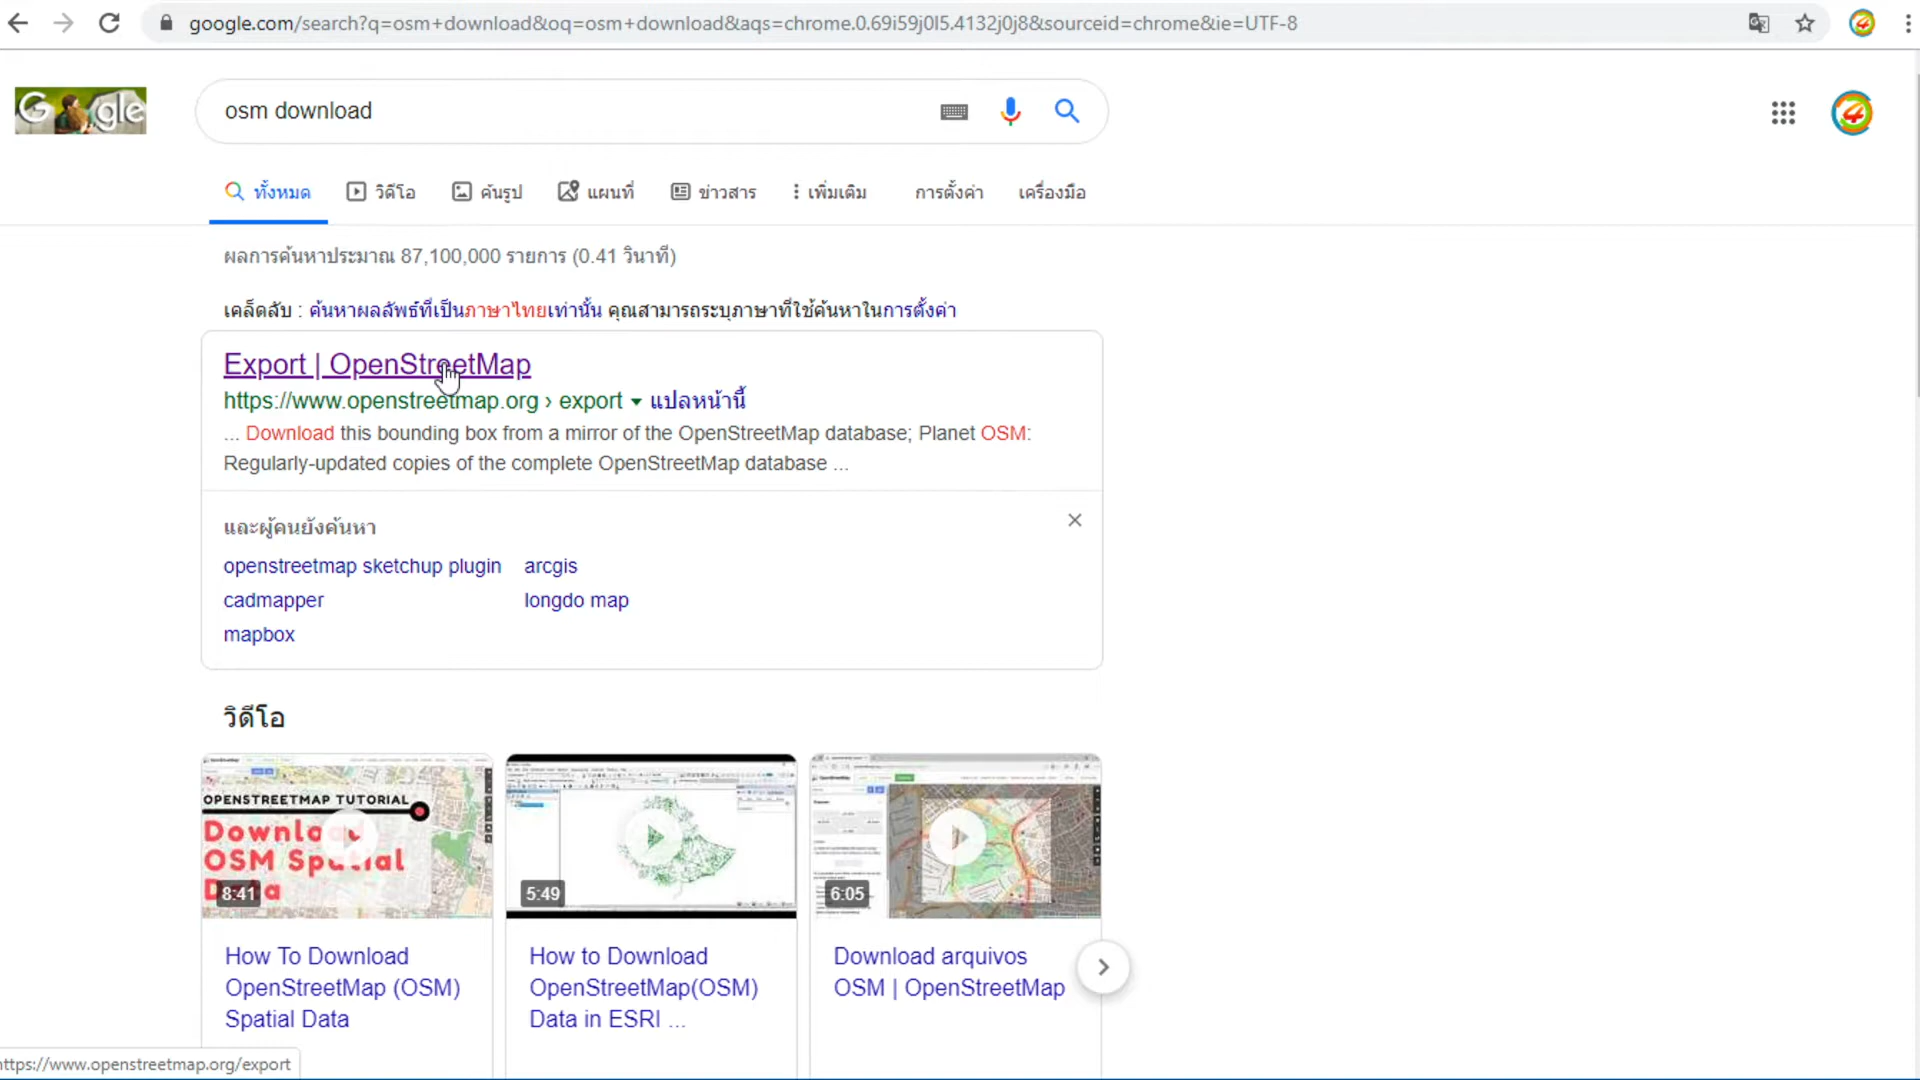 google.com/search?q=osm+download&oq=osm+download&aqs=chrome.0.69i59j0l5.4132j0j8&sourceid=chrome&ie=UTF-8
osm download
ทั้งหมด วิดีโอ ค้นรูป แผนที่ ข่าวสาร เพิ่มเติม การตั้งค่า เครื่องมือ
ผลการค้นหาประมาณ 87,100,000 รายการ (0.41 วินาที)
เคล็ดลับ : ค้นหาผลลัพธ์ที่เป็นภาษาไทยเท่านั้น คุณสามารถระบุภาษาที่ใช้ค้นหาในการตั้งค่า
Export | OpenStreetMap
https://www.openstreetmap.org › export แปลหน้านี้
... Download this bounding box from a mirror of the OpenStreetMap database; Planet OSM:
Regularly-updated copies of the complete OpenStreetMap database ...
และผู้คนยังค้นหา
openstreetmap sketchup plugin arcgis
cadmapper longdo map
mapbox
วิดีโอ
OPENSTREETMAP TUTORIAL
Download
OSM Spatial
Data
8:41 5:49 6:05
How To Download
OpenStreetMap (OSM)
Spatial Data
How to Download
OpenStreetMap(OSM)
Data in ESRI ...
Download arquivos
OSM | OpenStreetMap
https://www.openstreetmap.org/export